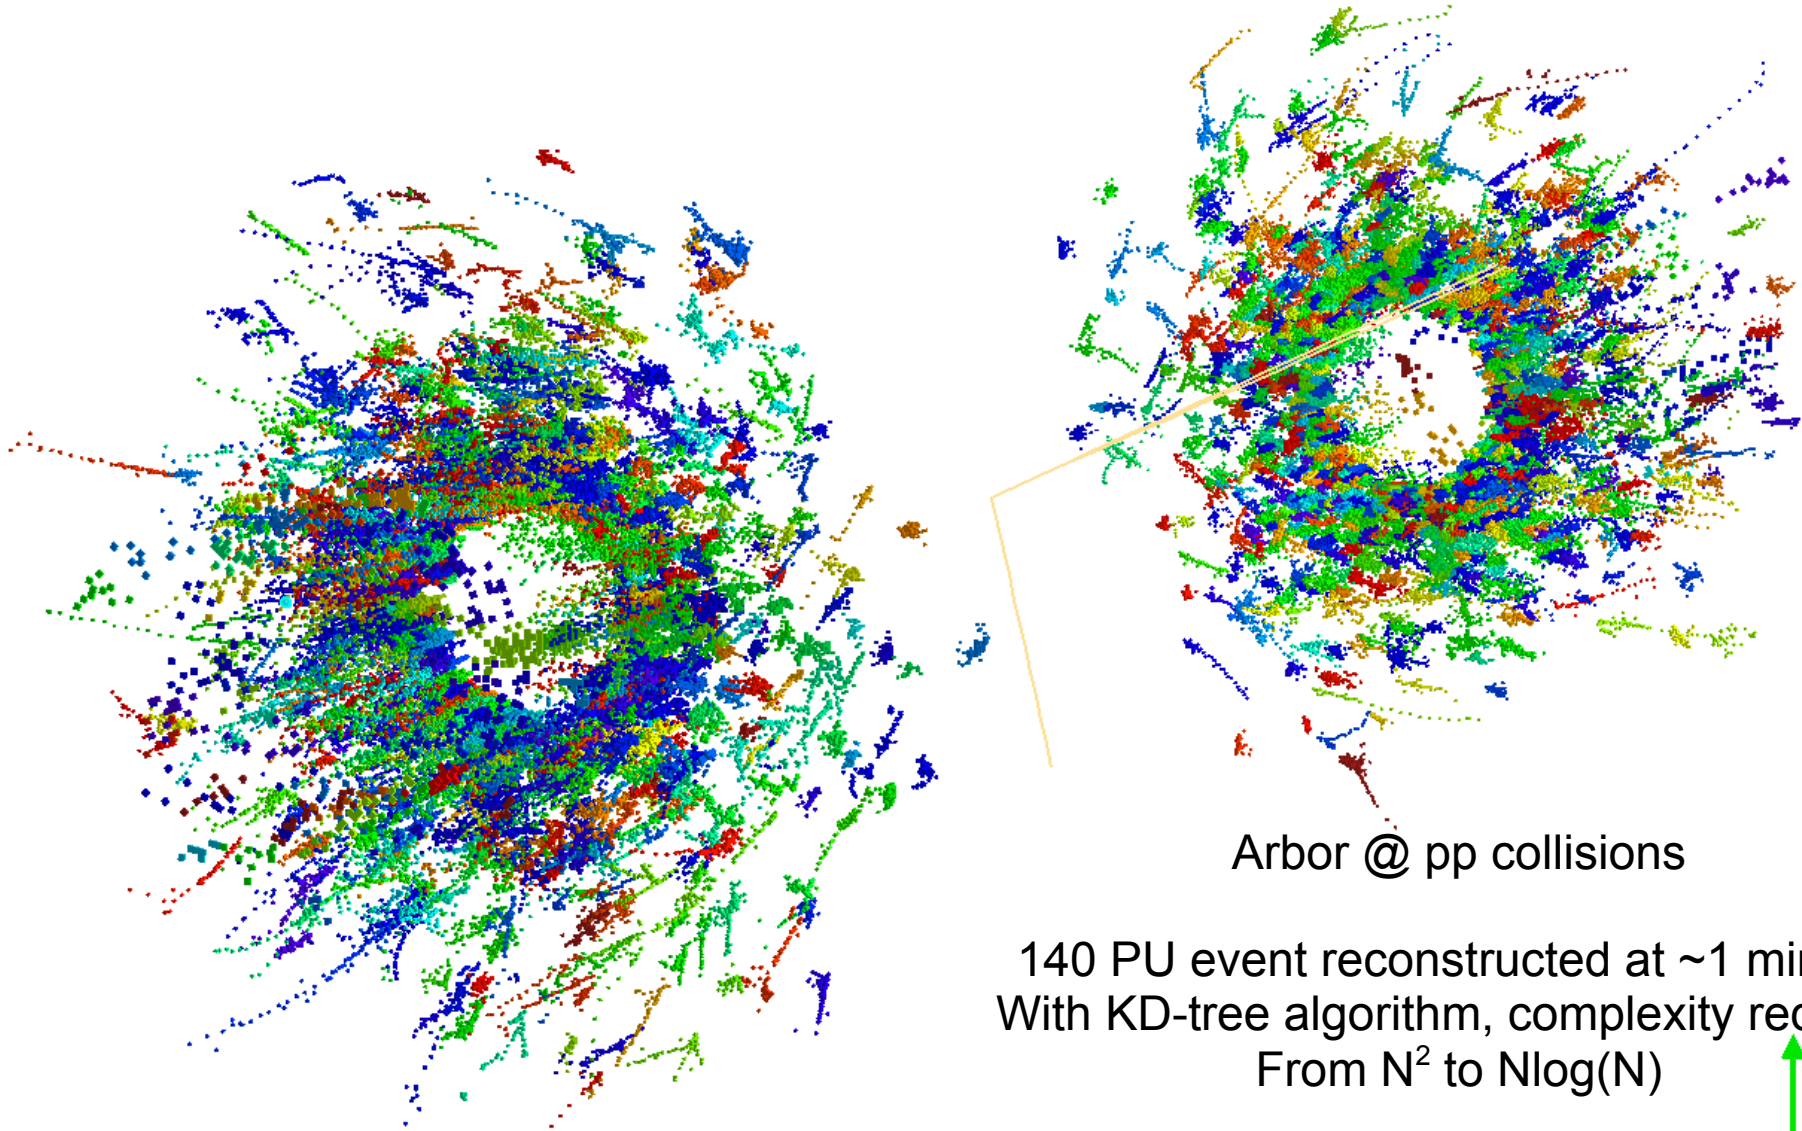 Arbor @ pp collisions
140 PU event reconstructed at ~1
With KD-tree algorithm, complexity
From N² to Nlog(N)